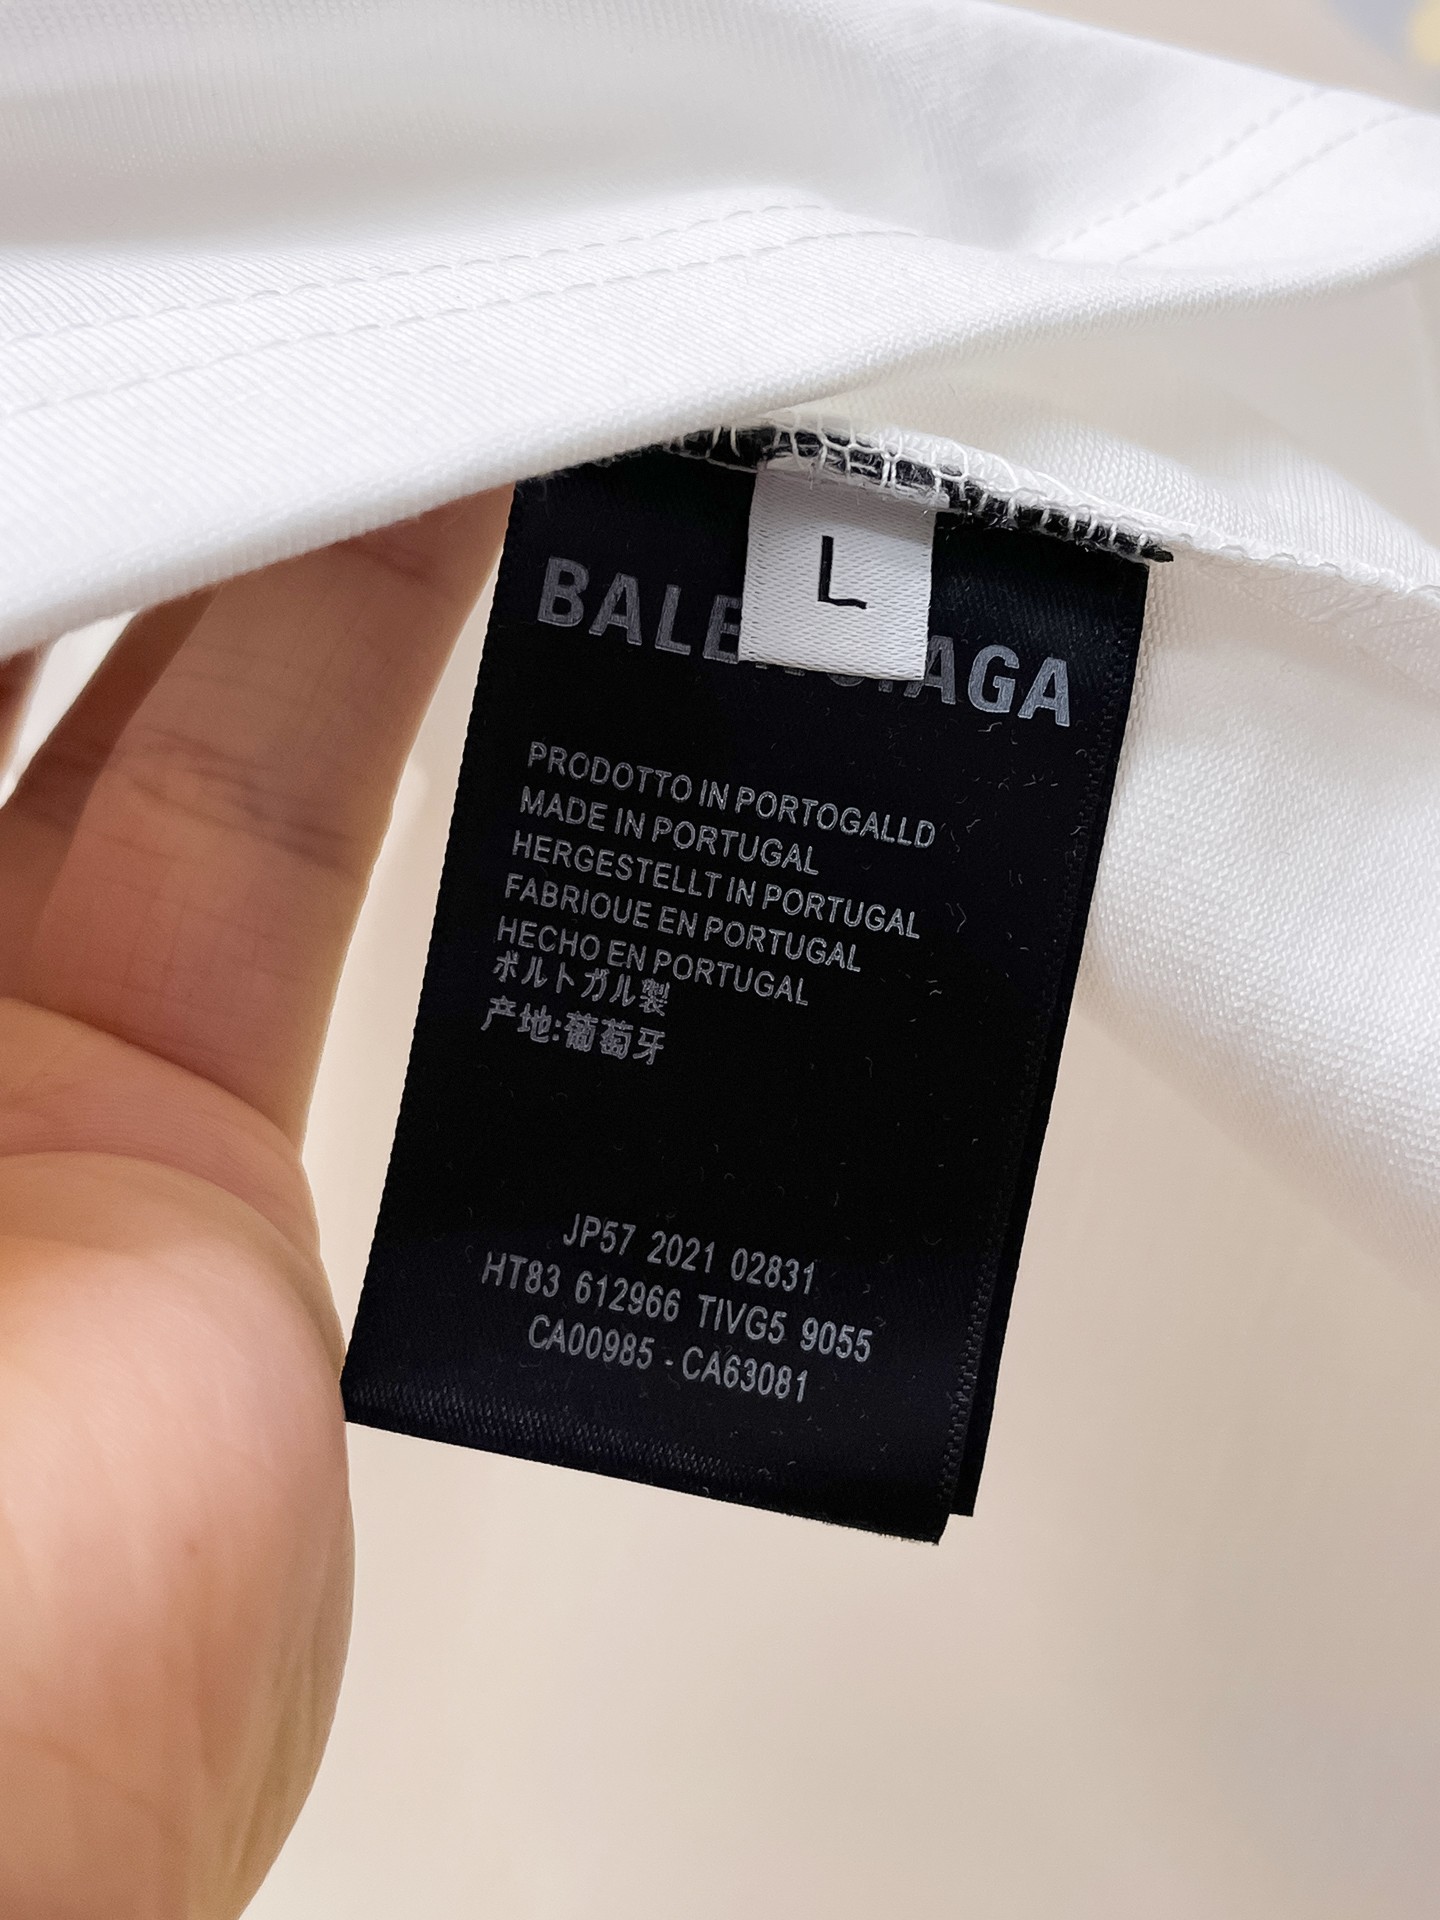 L
BALENCIAGA
PRODOTTO IN PORTOGALLD
MADE IN PORTUGAL
HERGESTELLT IN PORTUGAL
FABRIOUE EN PORTUGAL
HECHO EN PORTUGAL
ポルトガル製
产地:葡萄牙
JP57 2021 02831
HT83 612966 TIVG5 9055
CA00985 - CA63081